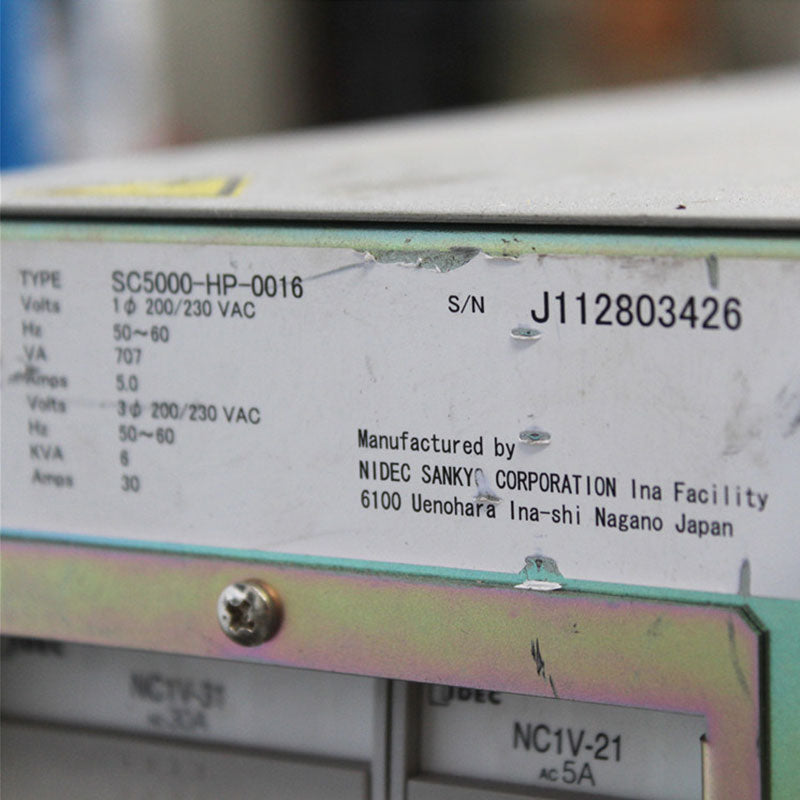 TYPE SC5000-HP-0016
Volts 1φ 200/230 VAC
Hz 50~60
VA 707
Amps 5.0
Volts 3φ 200/230 VAC
Hz 50~60
KVA 6
Amps 30
S/N J112803426
Manufactured by
NIDEC SANKYO CORPORATION Ina Facility
6100 Uenohara Ina-shi Nagano Japan
NC1V-31
AC 30A
IDEC
NC1V-21
AC 5A